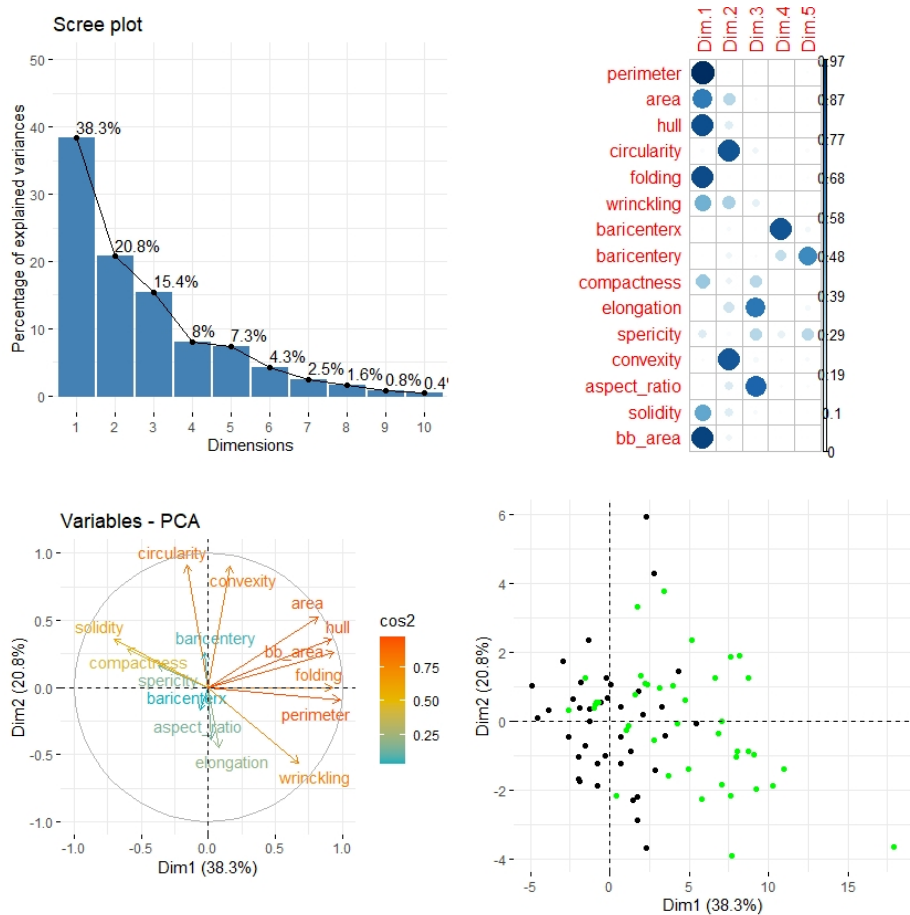 Scree plot
Percentage of explained variances
50
40
30
20
10
0
38.3%
20.8%
15.4%
8%
7.3%
4.3%
2.5%
1.6%
0.8%
0.4%
1 2 3 4 5 6 7 8 9 10
Dimensions
Dim.1 Dim.2 Dim.3 Dim.4 Dim.5
perimeter
area
hull
circularity
folding
wrinckling
baricenterx
baricentery
compactness
elongation
spericity
convexity
aspect_ratio
solidity
bb_area
0.97
0.87
0.77
0.68
0.58
0.48
0.39
0.29
0.19
0.1
0
Variables - PCA
Dim2 (20.8%)
1.0
0.5
0.0
-0.5
-1.0
circularity
convexity
area
solidity
hull
baricentery
bb_area
compactness
folding
spericity
baricenterx
perimeter
aspect_ratio
elongation
wrinckling
-1.0 -0.5 0.0 0.5 1.0
Dim1 (38.3%)
cos2
0.75
0.50
0.25
Dim2 (20.8%)
6
4
2
0
-2
-4
-5 0 5 10 15
Dim1 (38.3%)